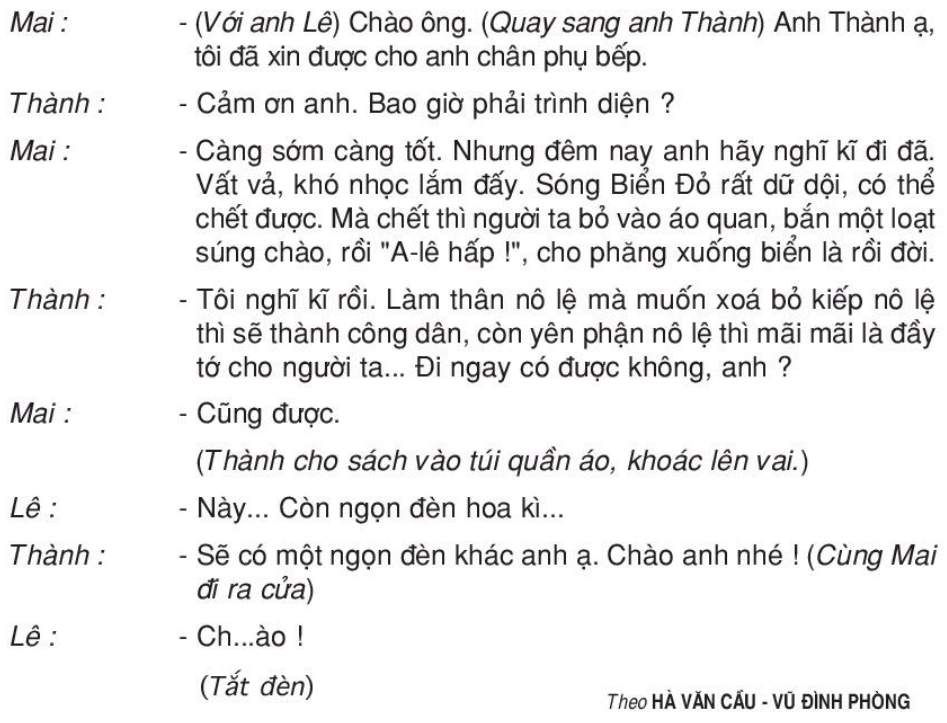 Mai : - (Với anh Lê) Chào ông. (Quay sang anh Thành) Anh Thành ạ,
tôi đã xin được cho anh chân phụ bếp.
Thành : - Cảm ơn anh. Bao giờ phải trình diện ?
Mai : - Càng sớm càng tốt. Nhưng đêm nay anh hãy nghĩ kĩ đi đã.
Vất vả, khó nhọc lắm đấy. Sóng Biển Đỏ rất dữ dội, có thể
chết được. Mà chết thì người ta bỏ vào áo quan, bắn một loạt
súng chào, rồi "A-lê hấp !", cho phăng xuống biển là rồi đời.
Thành : - Tôi nghĩ kĩ rồi. Làm thân nô lệ mà muốn xoá bỏ kiếp nô lệ
thì sẽ thành công dân, còn yên phận nô lệ thì mãi mãi là đầy
tớ cho người ta... Đi ngay có được không, anh ?
Mai : - Cũng được.
(Thành cho sách vào túi quần áo, khoác lên vai.)
Lê : - Này... Còn ngọn đèn hoa kì...
Thành : - Sẽ có một ngọn đèn khác anh ạ. Chào anh nhé ! (Cùng Mai
đi ra cửa)
Lê : - Ch...ào !
(Tắt đèn)
Theo HÀ VĂN CẦU - VŨ ĐÌNH PHÒNG